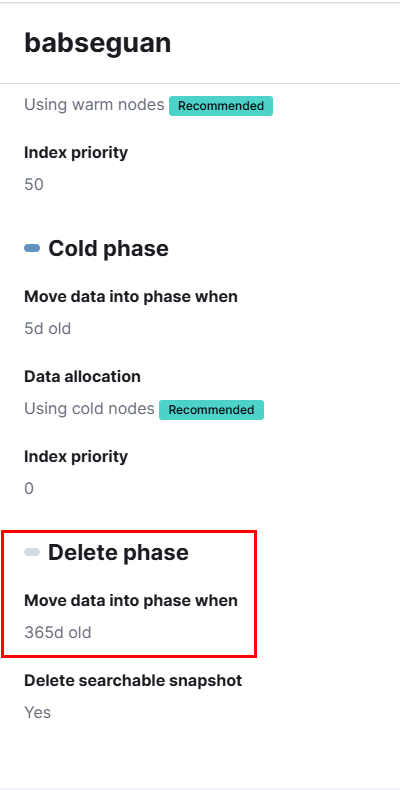 babseguan
Using warm nodes Recommended
Index priority
50
Cold phase
Move data into phase when
5d old
Data allocation
Using cold nodes Recommended
Index priority
0
Delete phase
Move data into phase when
365d old
Delete searchable snapshot
Yes